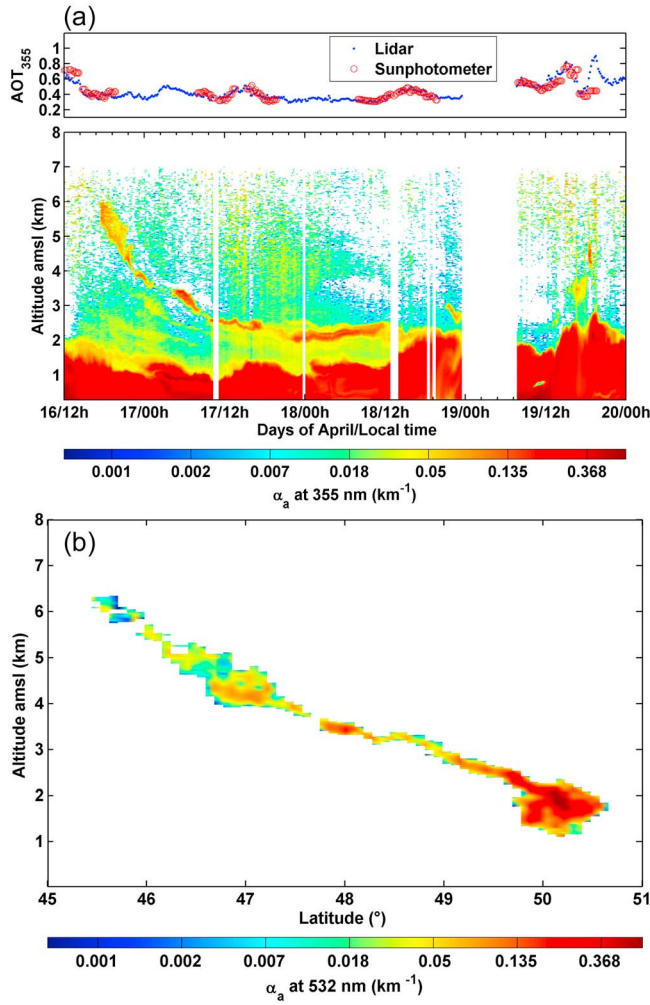 (a)
AOT355
1
0.8
0.6
0.4
0.2
Lidar
Sunphotometer
Altitude amsl (km)
8
7
6
5
4
3
2
1
16/12h 17/00h 17/12h 18/00h 18/12h 19/00h 19/12h 20/00h
Days of April/Local time
0.001 0.002 0.007 0.018 0.05 0.135 0.368
αa at 355 nm (km-1)
(b)
Altitude amsl (km)
8
7
6
5
4
3
2
1
45 46 47 48 49 50 51
Latitude (°)
0.001 0.002 0.007 0.018 0.05 0.135 0.368
αa at 532 nm (km-1)